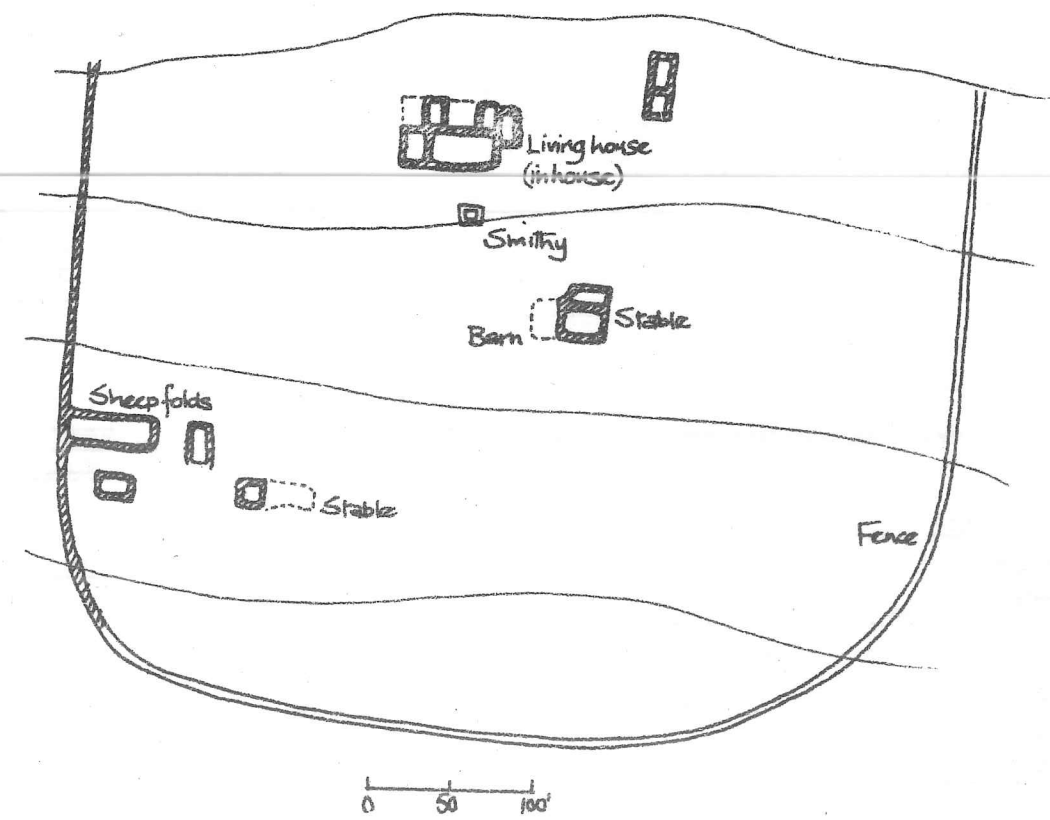 Living house
(inhouse)
Smithy
Barn
Stable
Sheepfolds
Stable
Fence
0 50 100'